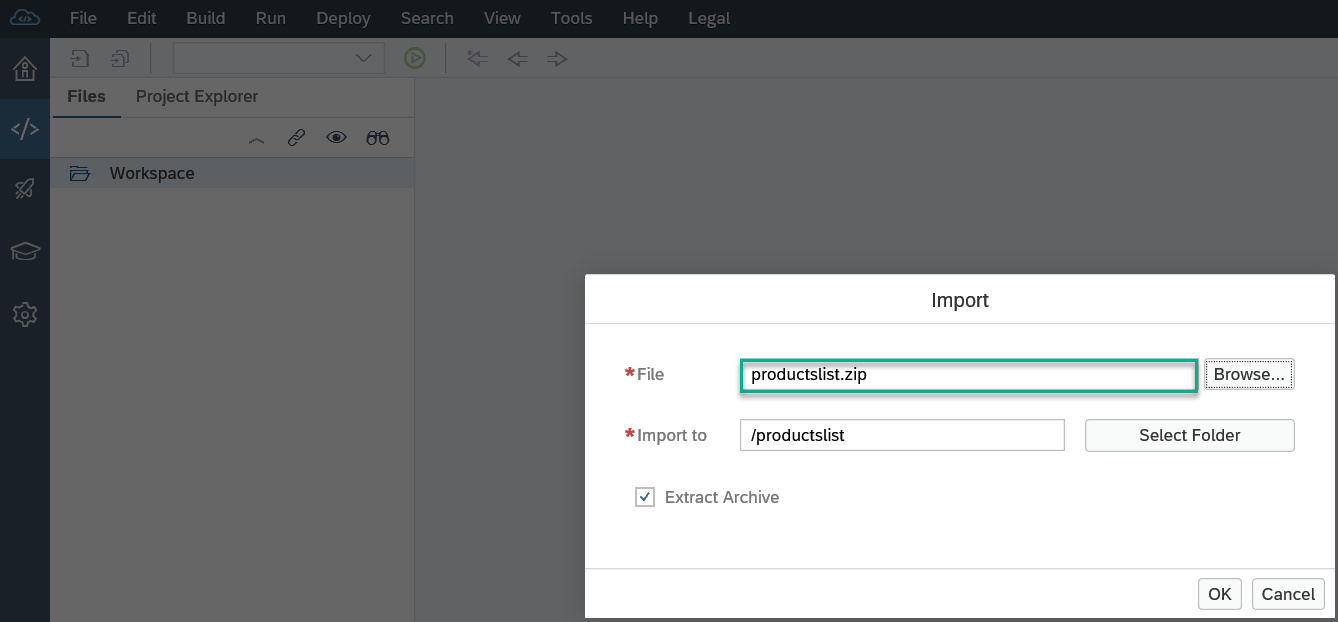 File Edit Build Run Deploy Search View Tools Help Legal
Files Project Explorer
Workspace
Import
*File productslist.zip Browse...
*Import to /productslist Select Folder
Extract Archive
OK Cancel